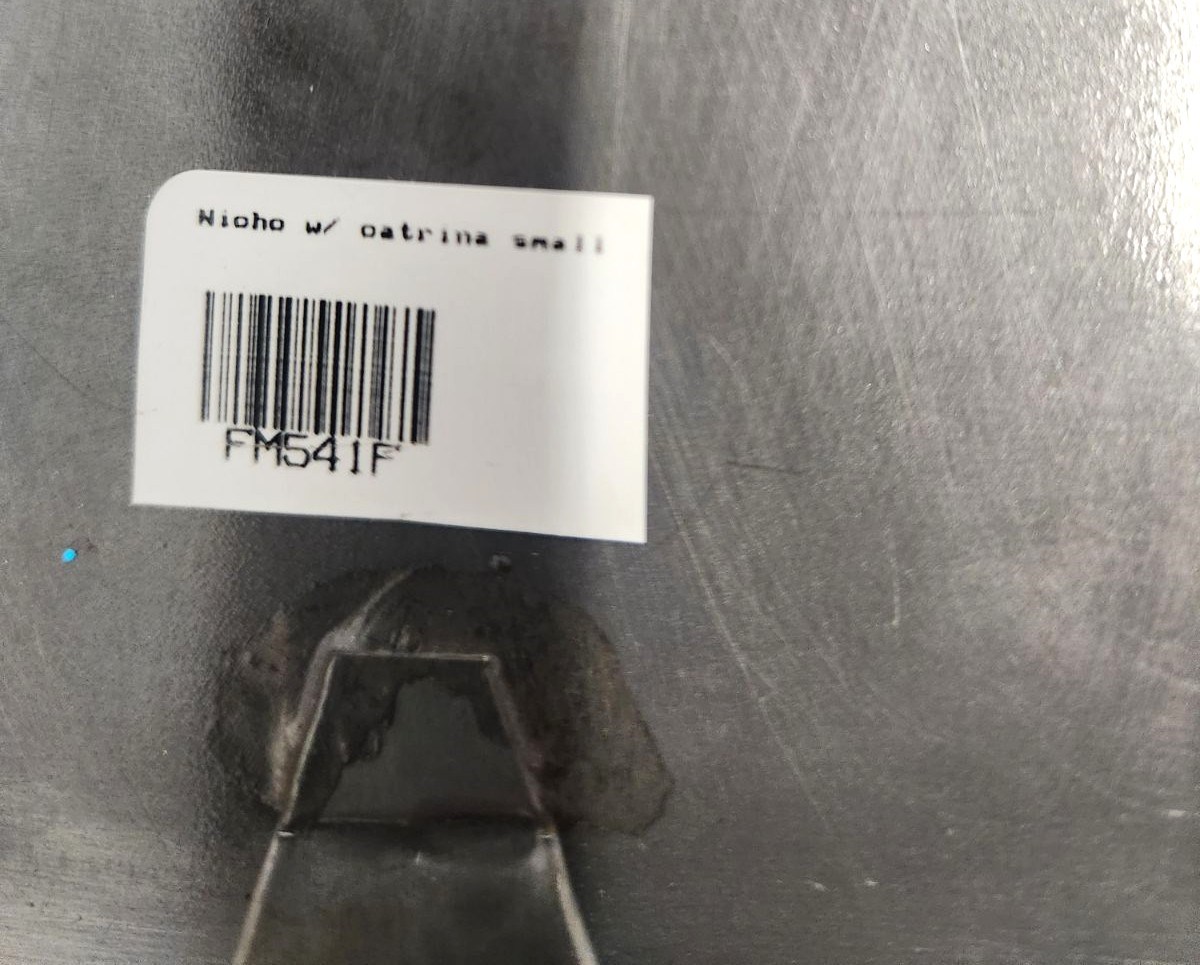 Nicho w/ catrina small
FM541F